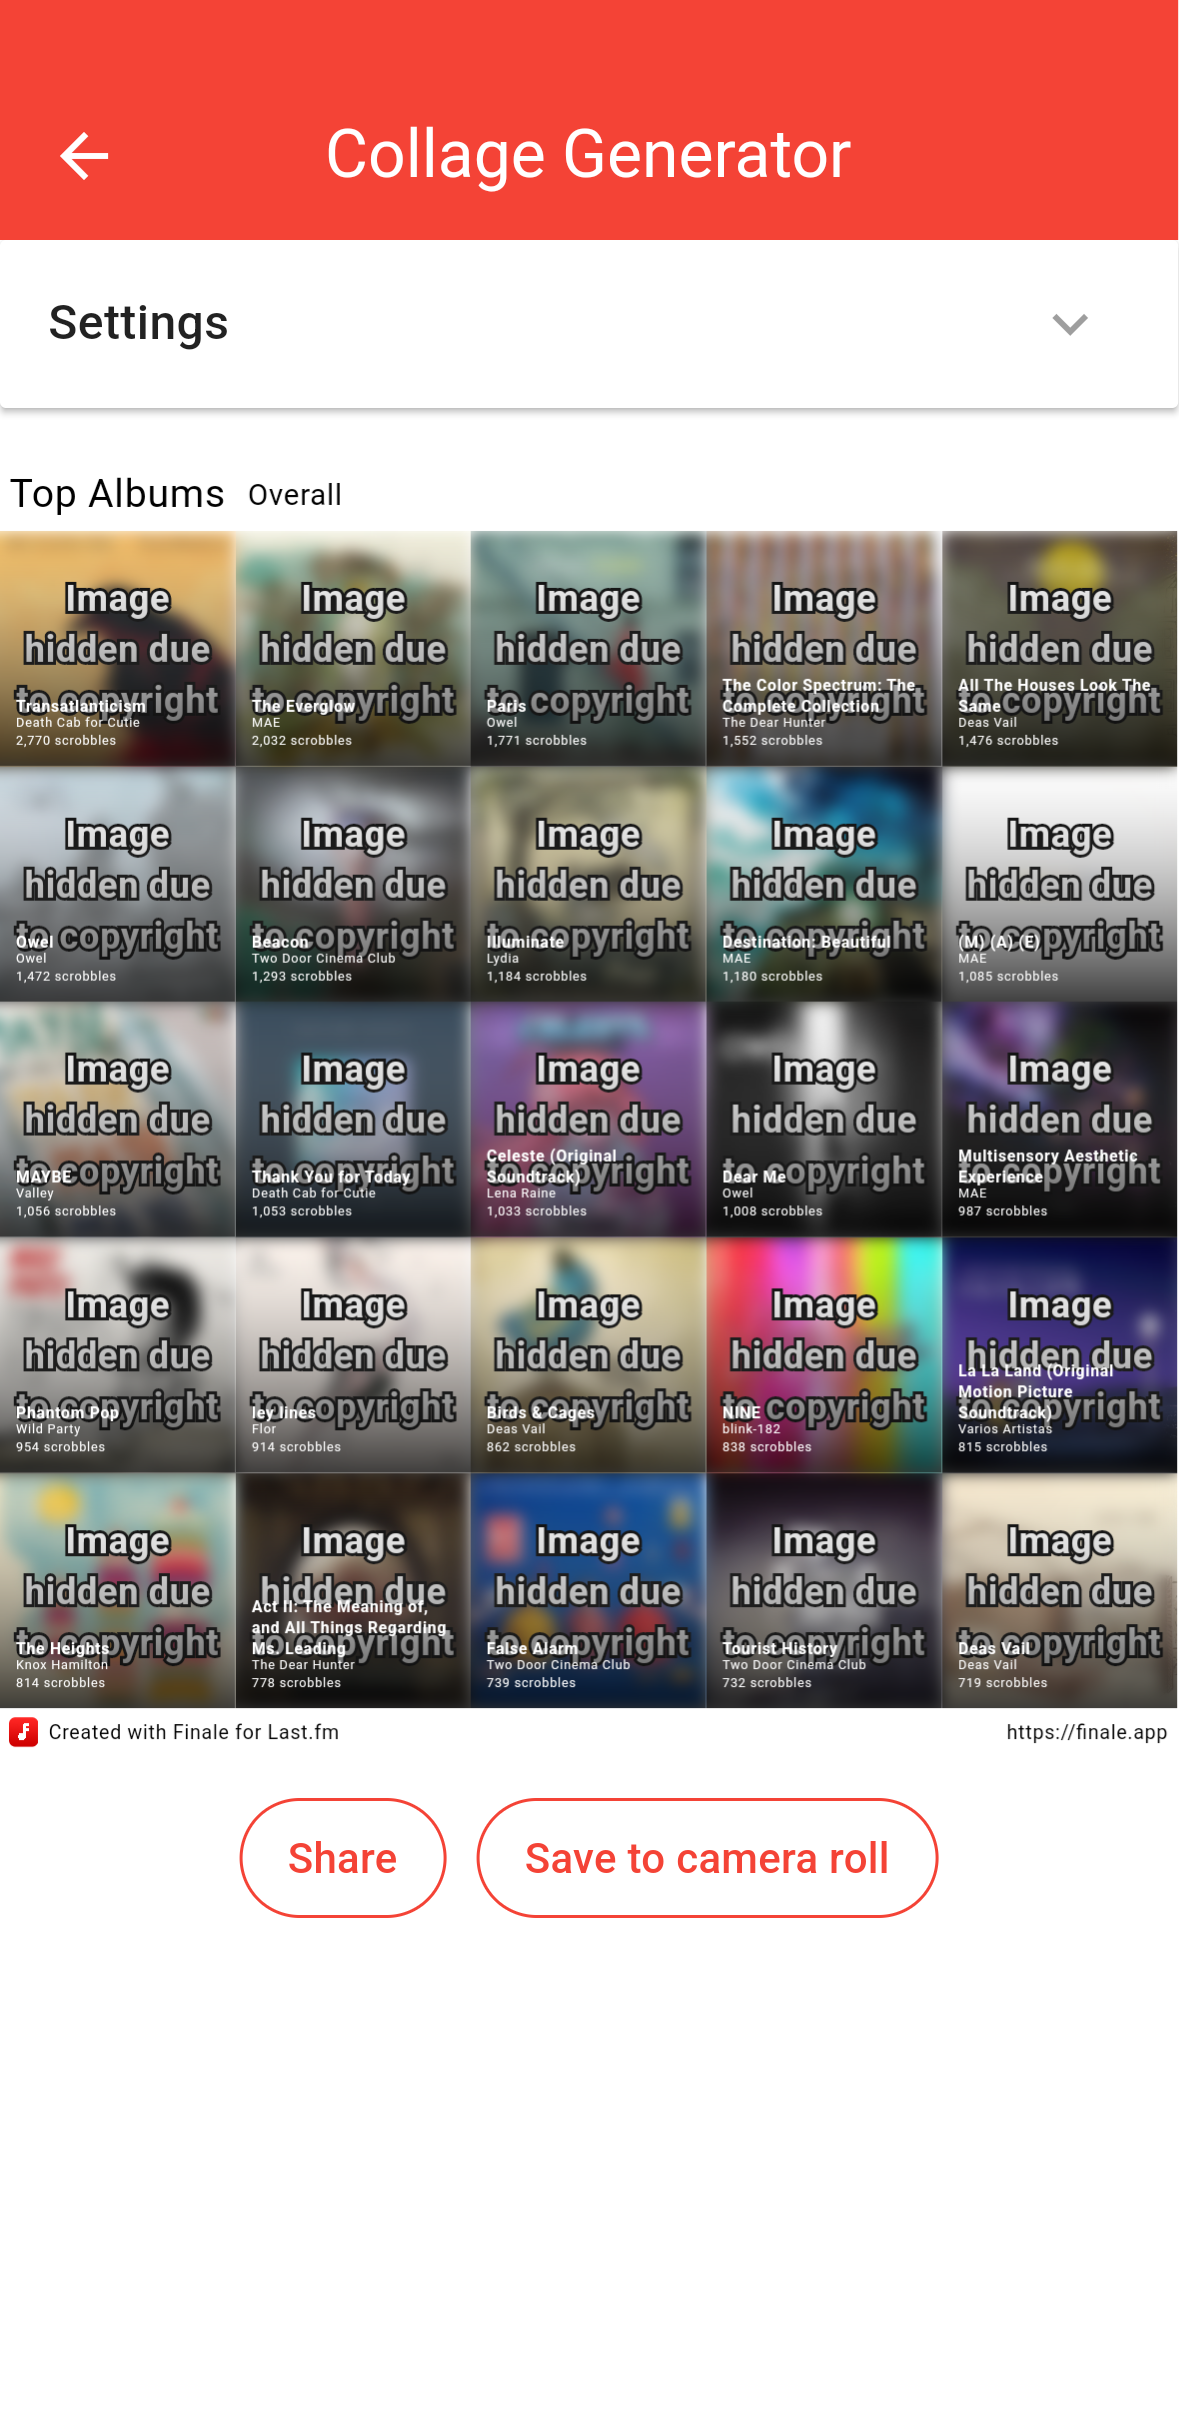 Collage Generator
Settings
Top Albums Overall
Image
hidden due
to copyright
Transatlanticism
Death Cab for Cutie
2,770 scrobbles
Image
hidden due
to copyright
The Everglow
MAE
2,032 scrobbles
Image
hidden due
to copyright
Paris
Owel
1,771 scrobbles
Image
hidden due
to copyright
The Color Spectrum: The
Complete Collection
The Dear Hunter
1,552 scrobbles
Image
hidden due
to copyright
All The Houses Look The
Same
Deas Vail
1,476 scrobbles
Image
hidden due
to copyright
Owel
Owel
1,472 scrobbles
Image
hidden due
to copyright
Beacon
Two Door Cinema Club
1,293 scrobbles
Image
hidden due
to copyright
Illuminate
Lydia
1,184 scrobbles
Image
hidden due
to copyright
Destination: Beautiful
MAE
1,180 scrobbles
Image
hidden due
to copyright
(M) (A) (E)
MAE
1,085 scrobbles
Image
hidden due
to copyright
MAYBE
Valley
1,056 scrobbles
Image
hidden due
to copyright
Thank You for Today
Death Cab for Cutie
1,053 scrobbles
Image
hidden due
to copyright
Celeste (Original
Soundtrack)
Lena Raine
1,033 scrobbles
Image
hidden due
to copyright
Dear Me
Owel
1,008 scrobbles
Image
hidden due
to copyright
Multisensory Aesthetic
Experience
MAE
987 scrobbles
Image
hidden due
to copyright
Phantom Pop
Wild Party
954 scrobbles
Image
hidden due
to copyright
ley lines
Flor
914 scrobbles
Image
hidden due
to copyright
Birds & Cages
Deas Vail
862 scrobbles
Image
hidden due
to copyright
NINE
blink-182
838 scrobbles
Image
hidden due
to copyright
La La Land (Original
Motion Picture
Soundtrack)
Varios Artistas
815 scrobbles
Image
hidden due
to copyright
The Heights
Knox Hamilton
814 scrobbles
Image
hidden due
to copyright
Act II: The Meaning of,
and All Things Regarding
Ms. Leading
The Dear Hunter
778 scrobbles
Image
hidden due
to copyright
False Alarm
Two Door Cinema Club
739 scrobbles
Image
hidden due
to copyright
Tourist History
Two Door Cinema Club
732 scrobbles
Image
hidden due
to copyright
Deas Vail
Deas Vail
719 scrobbles
Created with Finale for Last.fm
https://finale.app
Share
Save to camera roll